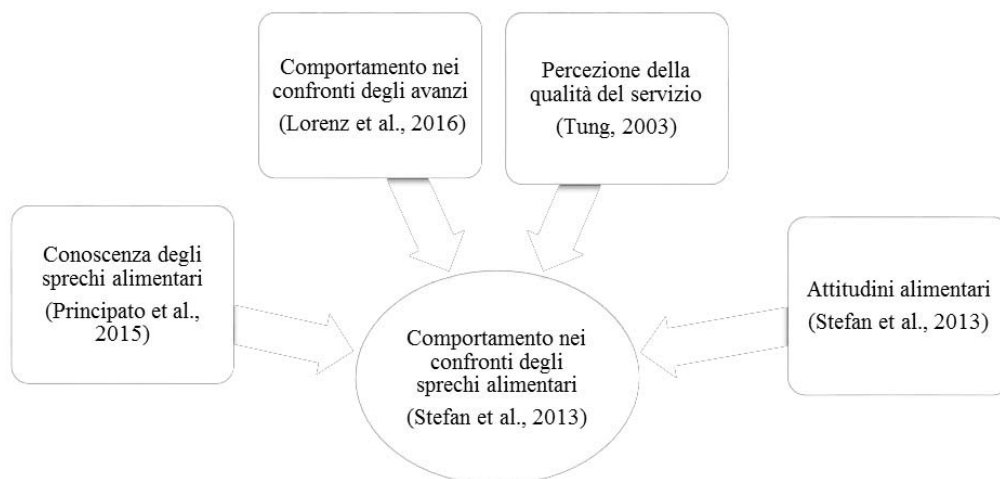 Comportamento nei
confronti degli avanzi
(Lorenz et al., 2016)
Percezione della
qualità del servizio
(Tung, 2003)
Conoscenza degli
sprechi alimentari
(Principato et al.,
2015)
Attitudini alimentari
(Stefan et al., 2013)
Comportamento nei
confronti degli
sprechi alimentari
(Stefan et al., 2013)